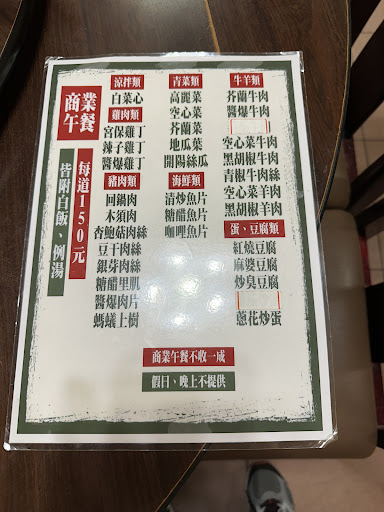 商業午餐
每道150元
皆附白飯、例湯
涼拌類
白菜心
雞肉類
宮保雞丁
辣子雞丁
醬爆雞丁
豬肉類
回鍋肉
木須肉
杏鮑菇肉絲
豆干肉絲
銀芽肉絲
糖醋里肌
醬爆肉片
螞蟻上樹
青菜類
高麗菜
空心菜
芥蘭菜
地瓜葉
開陽絲瓜
海鮮類
清炒魚片
糖醋魚片
咖哩魚片
牛羊類
芥蘭牛肉
醬爆牛肉
空心菜牛肉
黑胡椒牛肉
青椒牛肉絲
空心菜羊肉
黑胡椒羊肉
蛋、豆腐類
紅燒豆腐
麻婆豆腐
炒臭豆腐
蔥花炒蛋
商業午餐不收一成
假日、晚上不提供